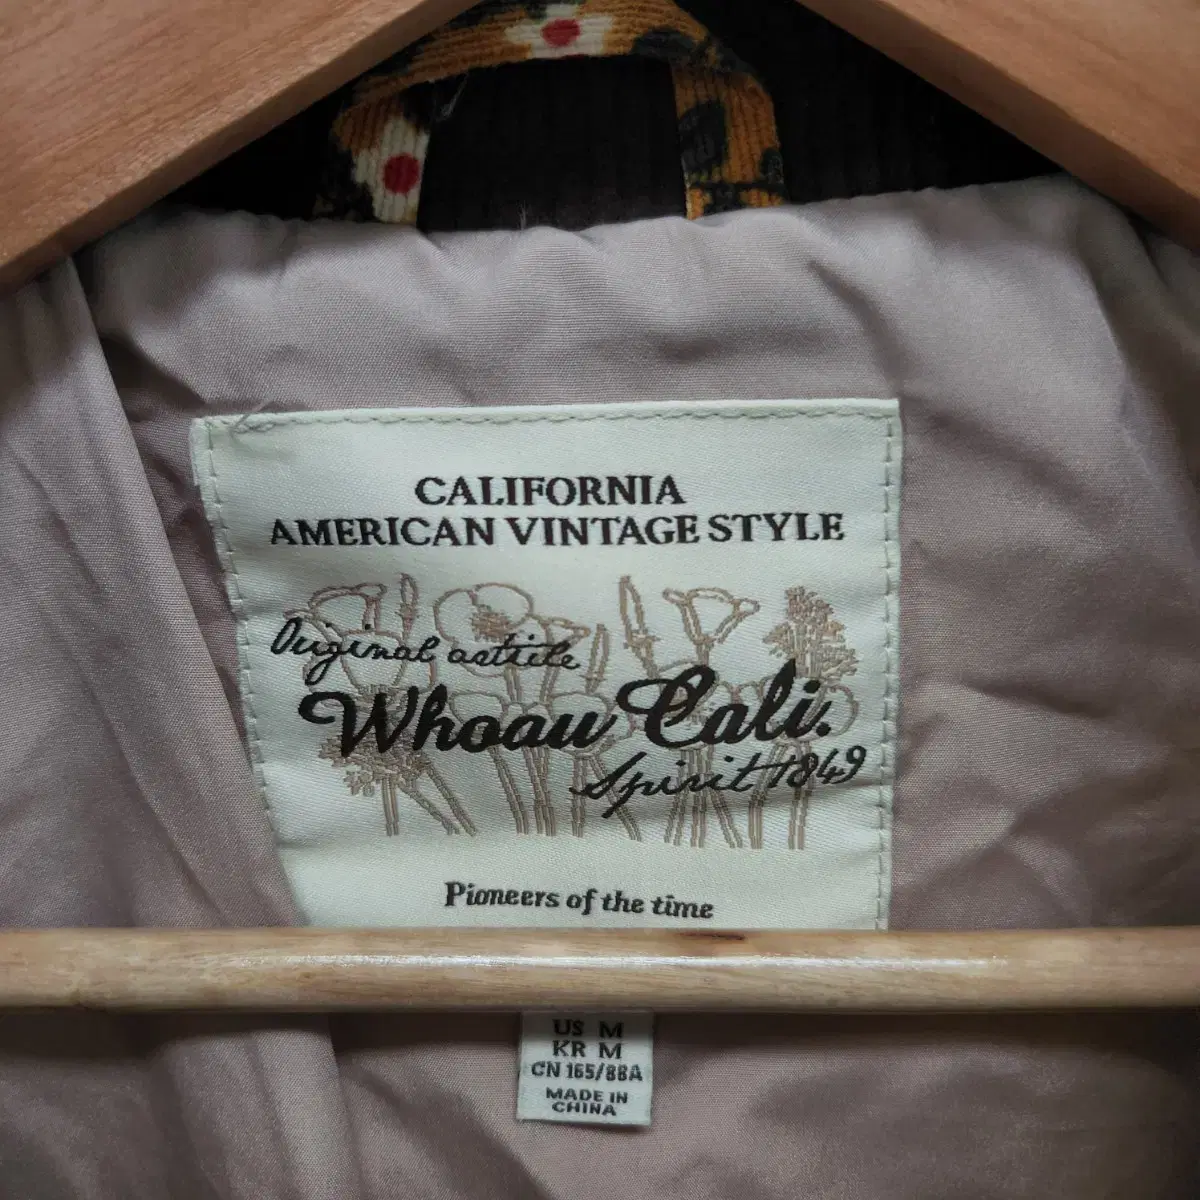 CALIFORNIA
AMERICAN VINTAGE STYLE
Original article
Whoau Cali.
Spirit 1849
Pioneers of the time
US M
KR M
CN 165/88A
MADE IN
CHINA